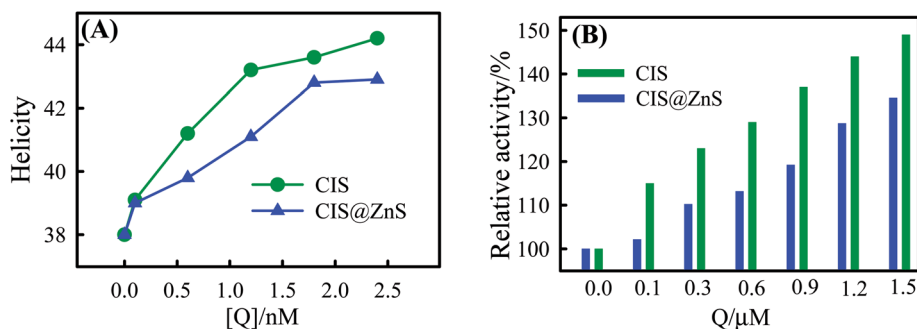 (A)
Helicity
44
42
40
38
CIS
CIS@ZnS
0.0 0.5 1.0 1.5 2.0 2.5
[Q]/nM
(B)
Relative activity/%
150
140
130
120
110
100
CIS
CIS@ZnS
0.0 0.1 0.3 0.6 0.9 1.2 1.5
Q/μM